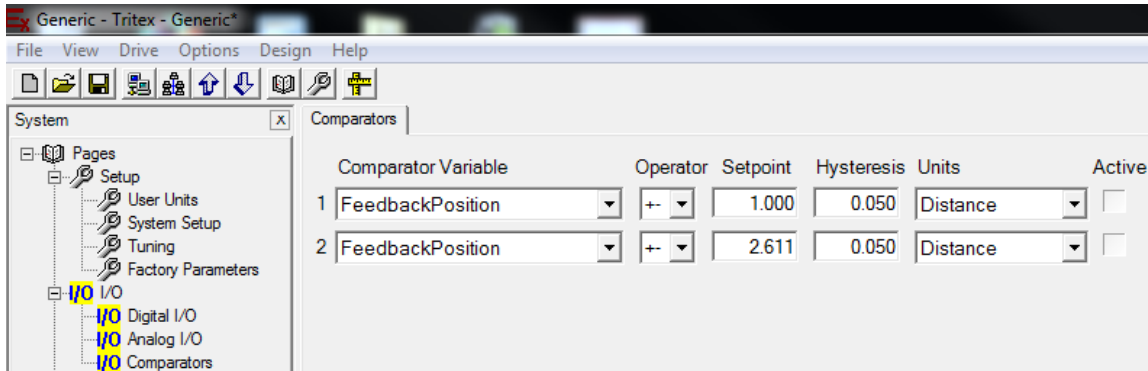 Generic - Tritex - Generic*
File View Drive Options Design Help
System
Comparators
Pages
Setup
User Units
System Setup
Tuning
Factory Parameters
I/O I/O
I/O Digital I/O
I/O Analog I/O
I/O Comparators
Comparator Variable Operator Setpoint Hysteresis Units Active
1 FeedbackPosition +- 1.000 0.050 Distance
2 FeedbackPosition +- 2.611 0.050 Distance